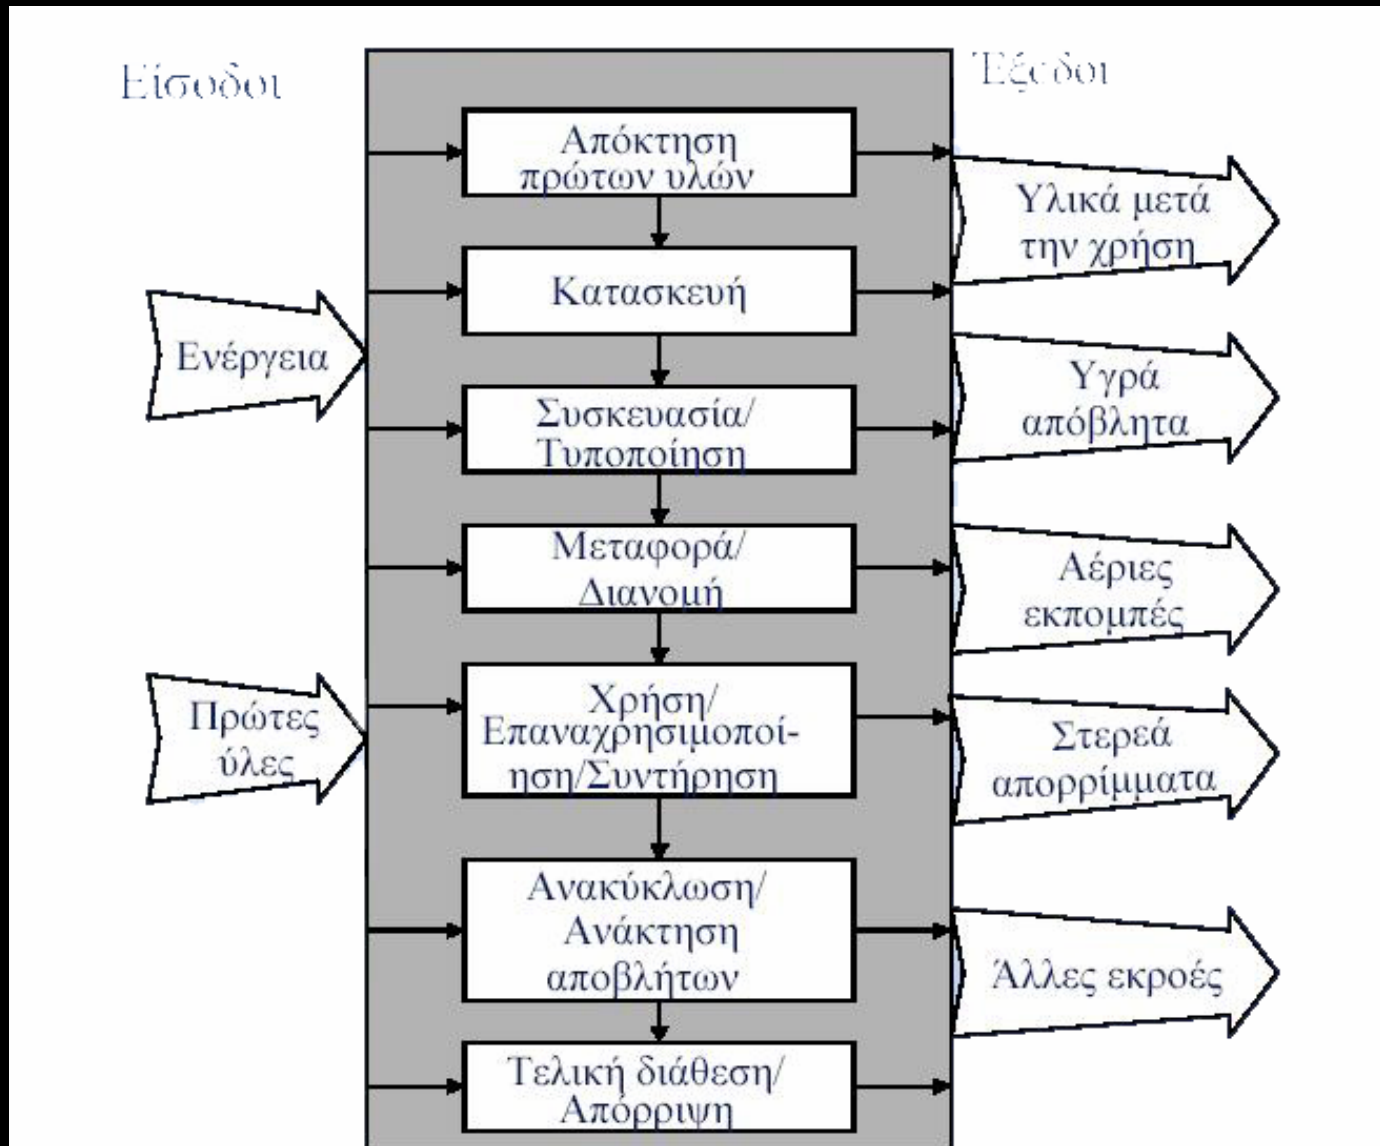 Είσοδοι
Έξοδοι
Απόκτηση
πρώτων υλών
Κατασκευή
Συσκευασία/
Τυποποίηση
Μεταφορά/
Διανομή
Χρήση/
Επαναχρησιμοποί-
ηση/Συντήρηση
Ανακύκλωση/
Ανάκτηση
αποβλήτων
Τελική διάθεση/
Απόρριψη
Ενέργεια
Πρώτες
ύλες
Υλικά μετά
την χρήση
Υγρά
απόβλητα
Αέριες
εκπομπές
Στερεά
απορρίμματα
Άλλες εκροές